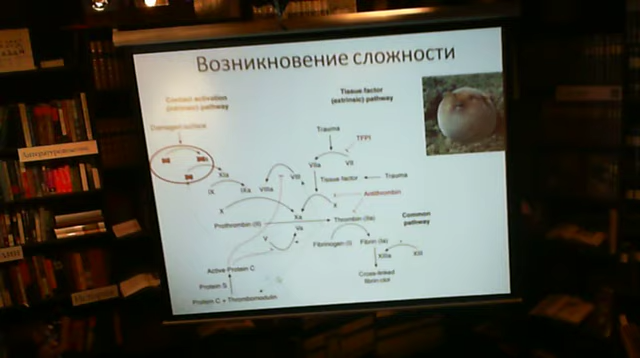 Возникновение сложности
Contact activation
(intrinsic) pathway
Damaged surface
Tissue factor
(extrinsic) pathway
Trauma
TFPI
VIIa
VII
XIa
IX
IXa
VIIIa
VIII
Tissue factor
Trauma
X
X
Antithrombin
Xa
Va
Prothrombin (II)
Thrombin (IIa)
Common
pathway
V
Fibrinogen (I)
Fibrin (Ia)
XIIIa
XIII
Active Protein C
Cross-linked
fibrin clot
Protein S
Protein C + Thrombomodulin